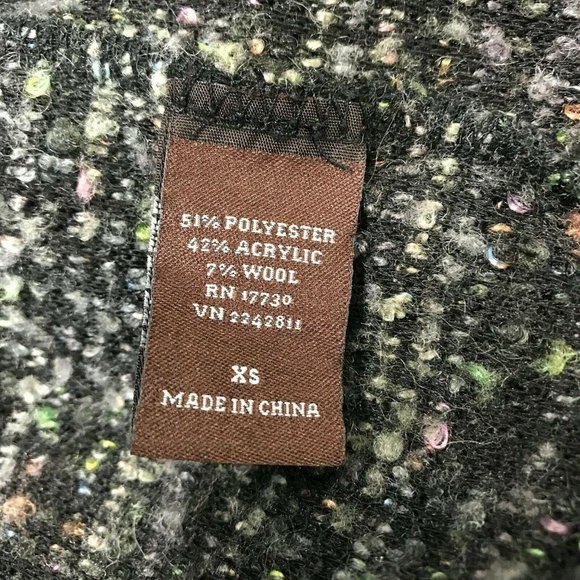 51% POLYESTER
42% ACRYLIC
7% WOOL
RN 17730
VN 2242811
XS
MADE IN CHINA